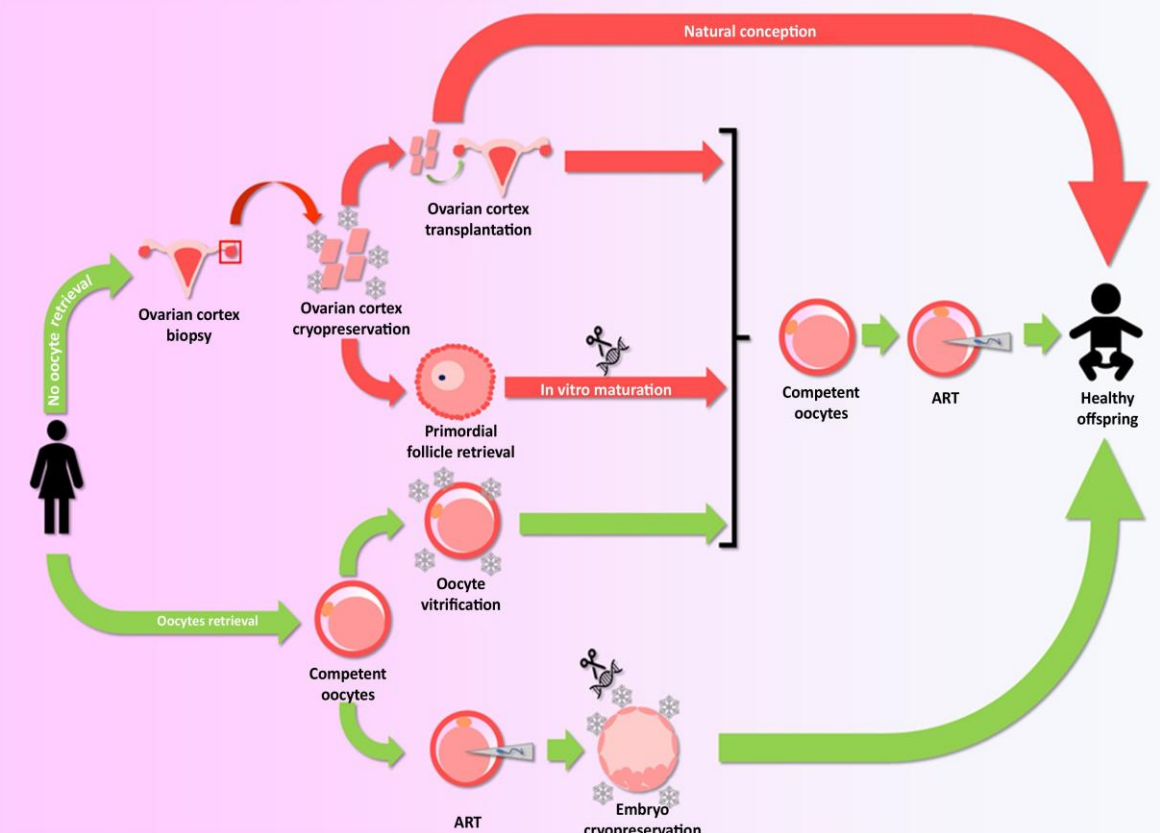 Natural conception
Ovarian cortex
transplantation
No oocyte retrieval
Ovarian cortex
biopsy
Ovarian cortex
cryopreservation
In vitro maturation
Primordial
follicle retrieval
Competent
oocytes
ART
Healthy
offspring
Oocyte
vitrification
Oocytes retrieval
Competent
oocytes
ART
Embryo
cryopreservation